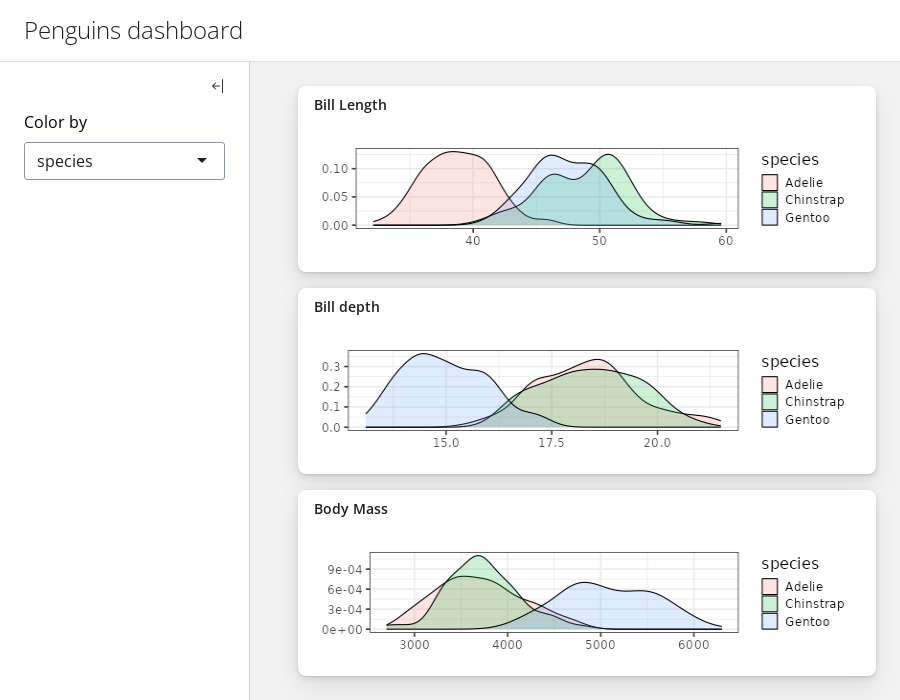 Penguins dashboard
Color by
species
Bill Length
0.10
0.05
0.00
40 50 60
species
Adelie
Chinstrap
Gentoo
Bill depth
0.3
0.2
0.1
0.0
15.0 17.5 20.0
species
Adelie
Chinstrap
Gentoo
Body Mass
9e-04
6e-04
3e-04
0e+00
3000 4000 5000 6000
species
Adelie
Chinstrap
Gentoo